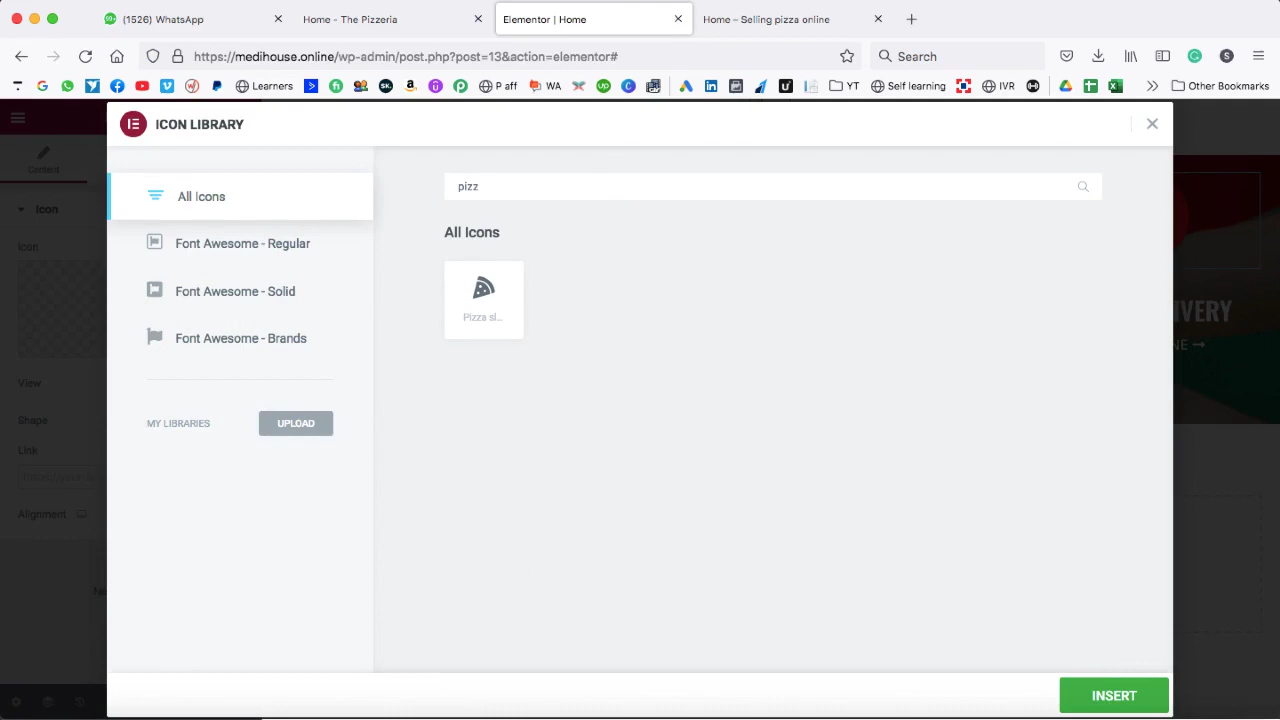 (1526) WhatsApp
Home - The Pizzeria
Elementor | Home
Home – Selling pizza online
https://medihouse.online/wp-admin/post.php?post=13&action=elementor#
Search
Learners
P aff
WA
YT
Self learning
IVR
Other Bookmarks
ICON LIBRARY
Content
All Icons
pizz
Icon
Font Awesome - Regular
All Icons
Icon
Font Awesome - Solid
Pizza sl...
IVERY
Font Awesome - Brands
NE
View
Shape
MY LIBRARIES
UPLOAD
Link
Alignment
INSERT